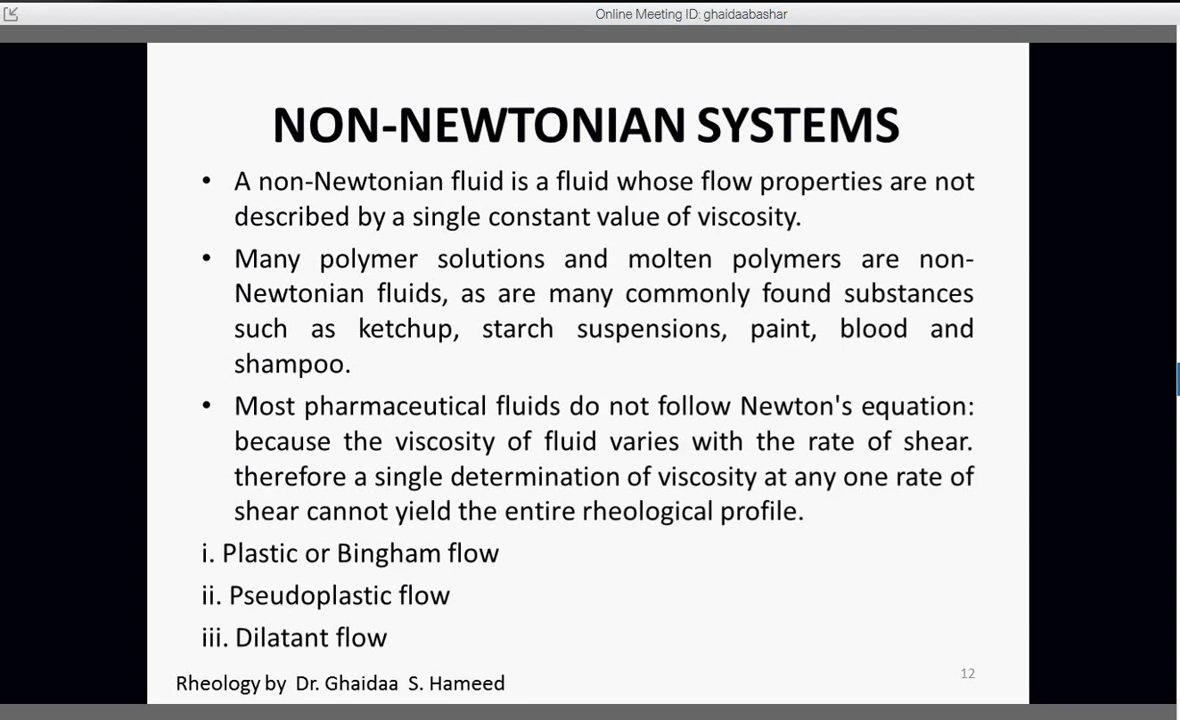 Online Meeting ID: ghaidaabashar
NON-NEWTONIAN SYSTEMS
• A non-Newtonian fluid is a fluid whose flow properties are not
described by a single constant value of viscosity.
• Many polymer solutions and molten polymers are non-
Newtonian fluids, as are many commonly found substances
such as ketchup, starch suspensions, paint, blood and
shampoo.
• Most pharmaceutical fluids do not follow Newton's equation:
because the viscosity of fluid varies with the rate of shear.
therefore a single determination of viscosity at any one rate of
shear cannot yield the entire rheological profile.
i. Plastic or Bingham flow
ii. Pseudoplastic flow
iii. Dilatant flow
Rheology by Dr. Ghaidaa S. Hameed
12